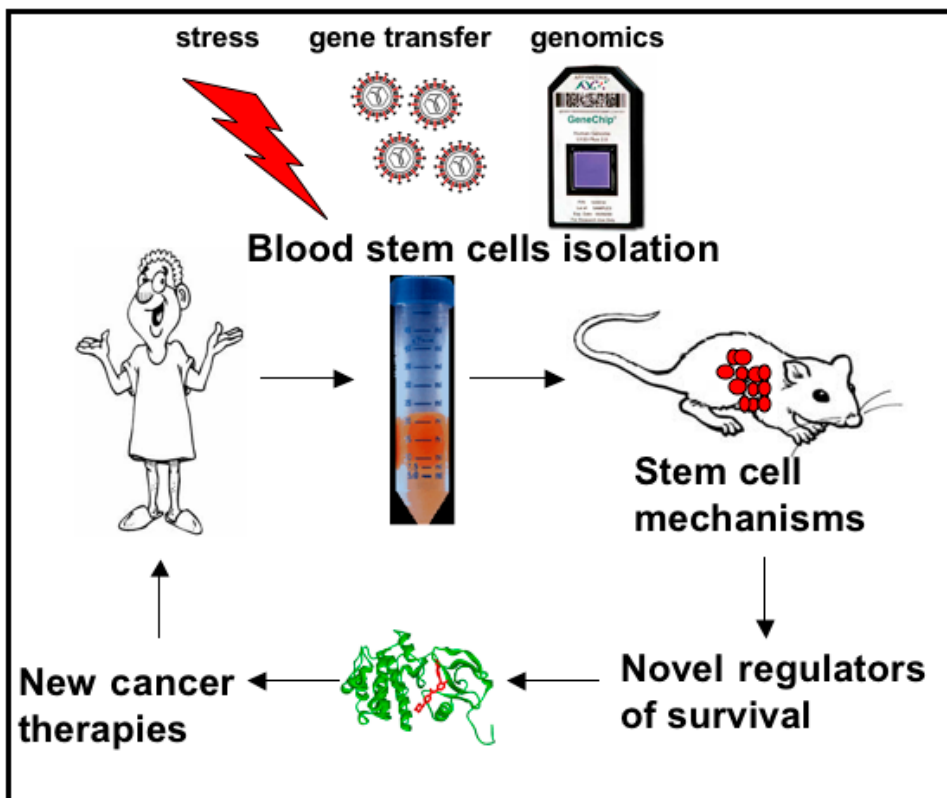 stress gene transfer genomics
GeneChip®
Blood stem cells isolation
Stem cell
mechanisms
Novel regulators
of survival
New cancer
therapies